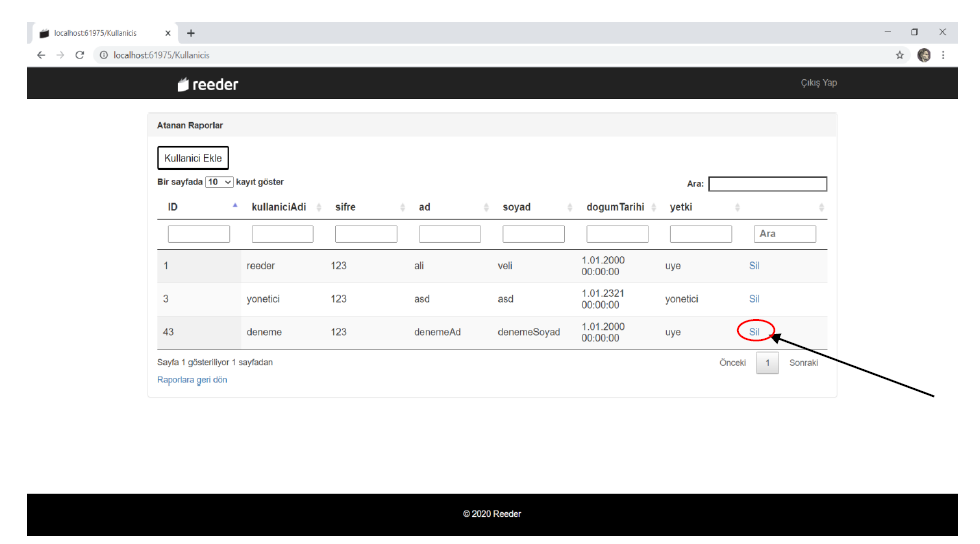 localhost:61975/Kullanicis
localhost:61975/Kullanicis
reeder Çıkış Yap
Atanan Raporlar
Kullanici Ekle
Bir sayfada 10 kayıt göster Ara:
ID kullaniciAdi sifre ad soyad dogumTarihi yetki
Ara
1 reeder 123 ali veli 1.01.2000 00:00:00 uye Sil
3 yonetici 123 asd asd 1.01.2321 00:00:00 yonetici Sil
43 deneme 123 denemeAd denemeSoyad 1.01.2000 00:00:00 uye Sil
Sayfa 1 gösteriliyor 1 sayfadan Önceki 1 Sonraki
Raporlara geri dön
© 2020 Reeder